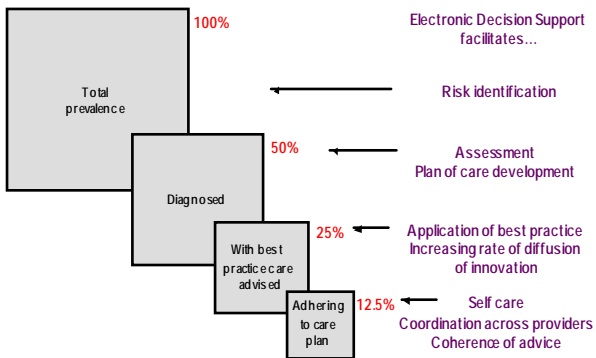 100%
Electronic Decision Support
facilitates...
Total
prevalence
Risk identification
50%
Assessment
Plan of care development
Diagnosed
25%
Application of best practice
Increasing rate of diffusion
of innovation
With best
practice care
advised
12.5%
Self care
Coordination across providers
Coherence of advice
Adhering
to care
plan